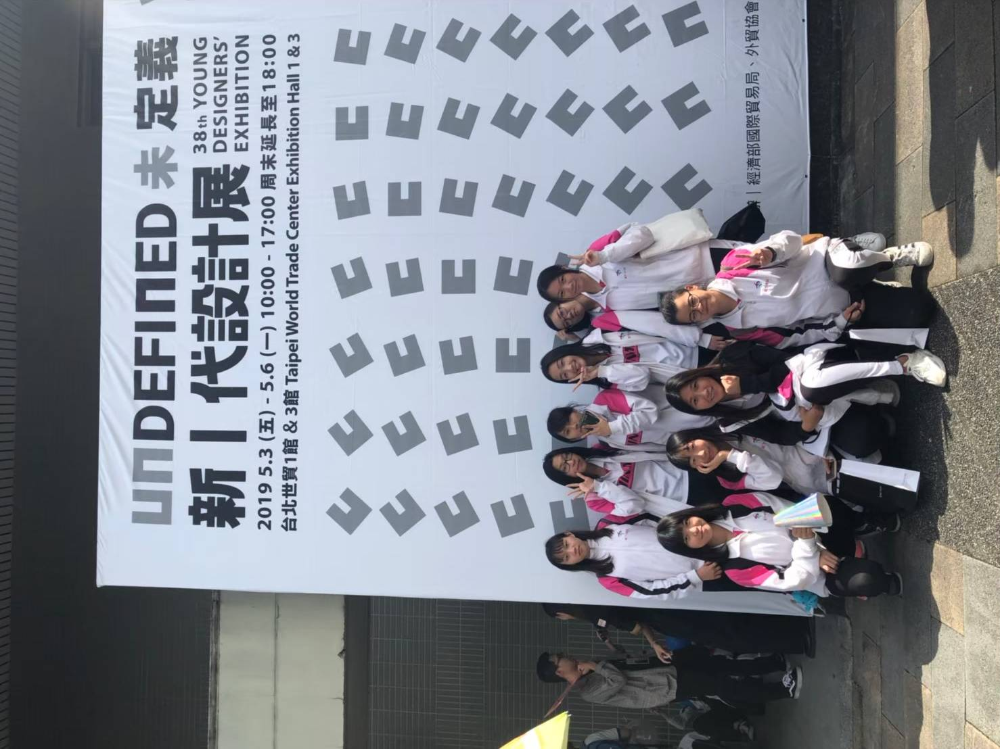 UNDEFINED 未定義
新一代設計展
38th YOUNG
DESIGNERS'
EXHIBITION
2019 5.3 (五) - 5.6 (一) 10:00 - 17:00 周末延長至18:00
台北世貿1館 & 3館 Taipei World Trade Center Exhibition Hall 1 & 3
| 經濟部國際貿易局、外貿協會